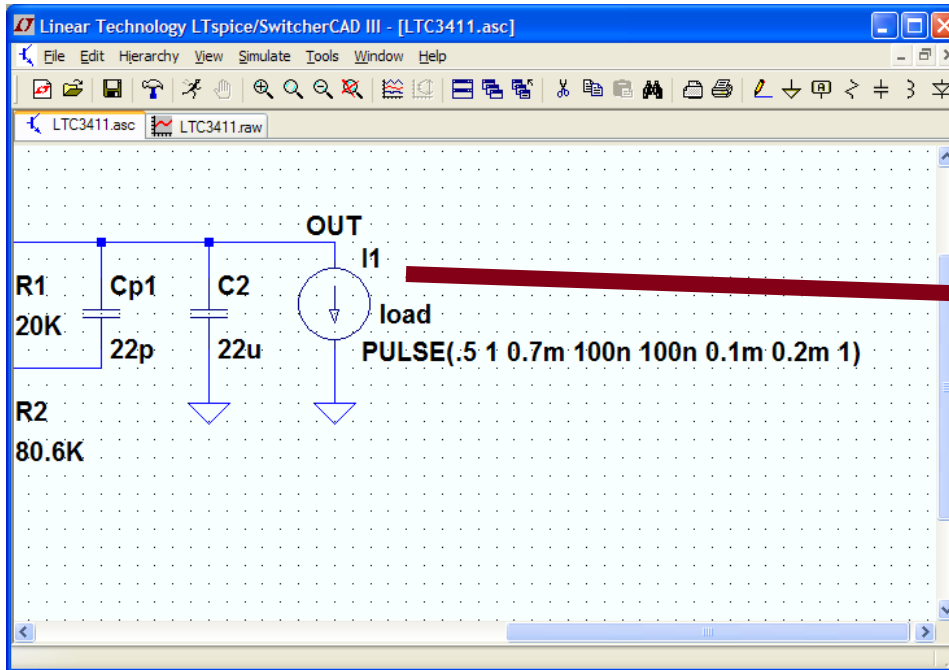 Linear Technology LTspice/SwitcherCAD III - [LTC3411.asc]
File Edit Hierarchy View Simulate Tools Window Help
LTC3411.asc LTC3411.raw
OUT
I1
R1 Cp1 C2
load
20K
22p 22u PULSE(.5 1 0.7m 100n 100n 0.1m 0.2m 1)
R2
80.6K